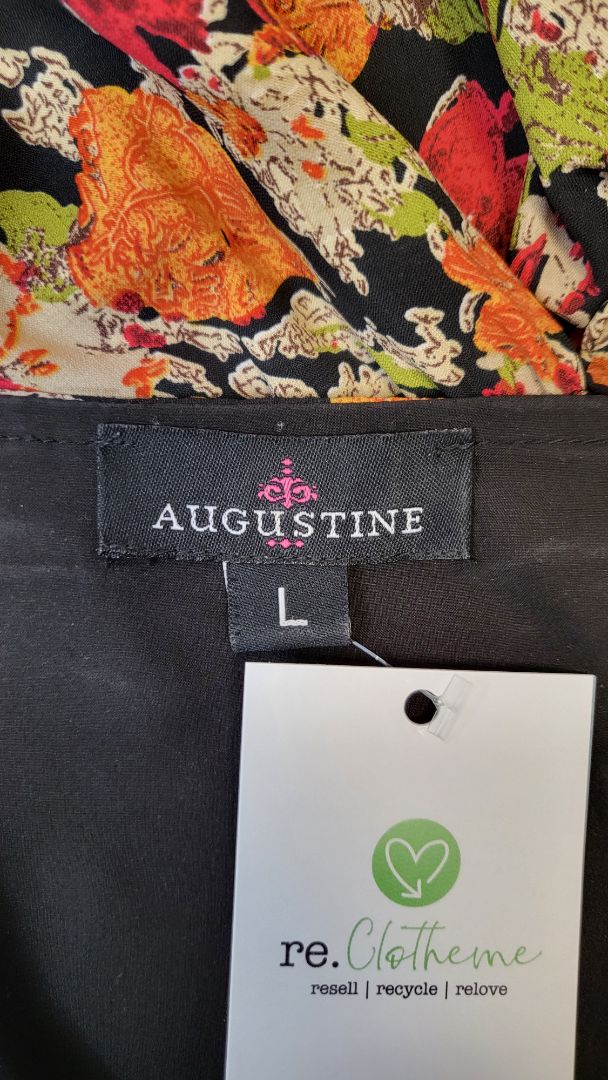 AUGUSTINE
L
re.Clotheme
resell | recycle | relove